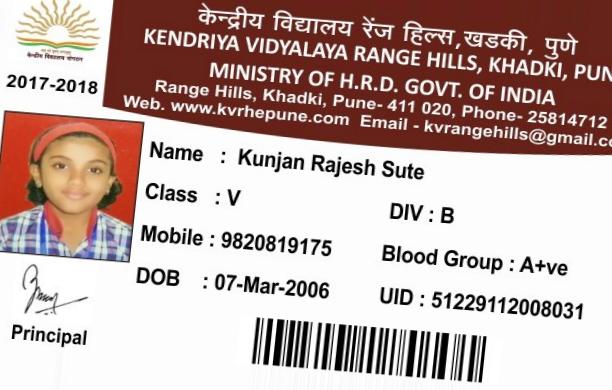 केन्द्रीय विद्यालय रेंज हिल्स,खडकी, पुणे
KENDRIYA VIDYALAYA RANGE HILLS, KHADKI, PUN
MINISTRY OF H.R.D. GOVT. OF INDIA
Range Hills, Khadki, Pune- 411 020, Phone- 25814712
Web. www.kvrhepune.com Email - kvrangehills@gmail.co
केन्द्रीय विद्यालय संगठन
2017-2018
Name : Kunjan Rajesh Sute
Class : V
DIV : B
Mobile : 9820819175
Blood Group : A+ve
DOB : 07-Mar-2006
UID : 51229112008031
Principal